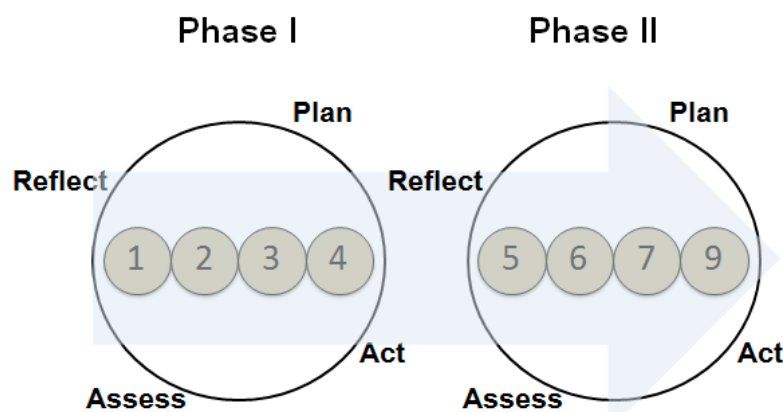 Phase I Phase II
Plan Plan
Reflect Reflect
1 2 3 4 5 6 7 9
Act Act
Assess Assess